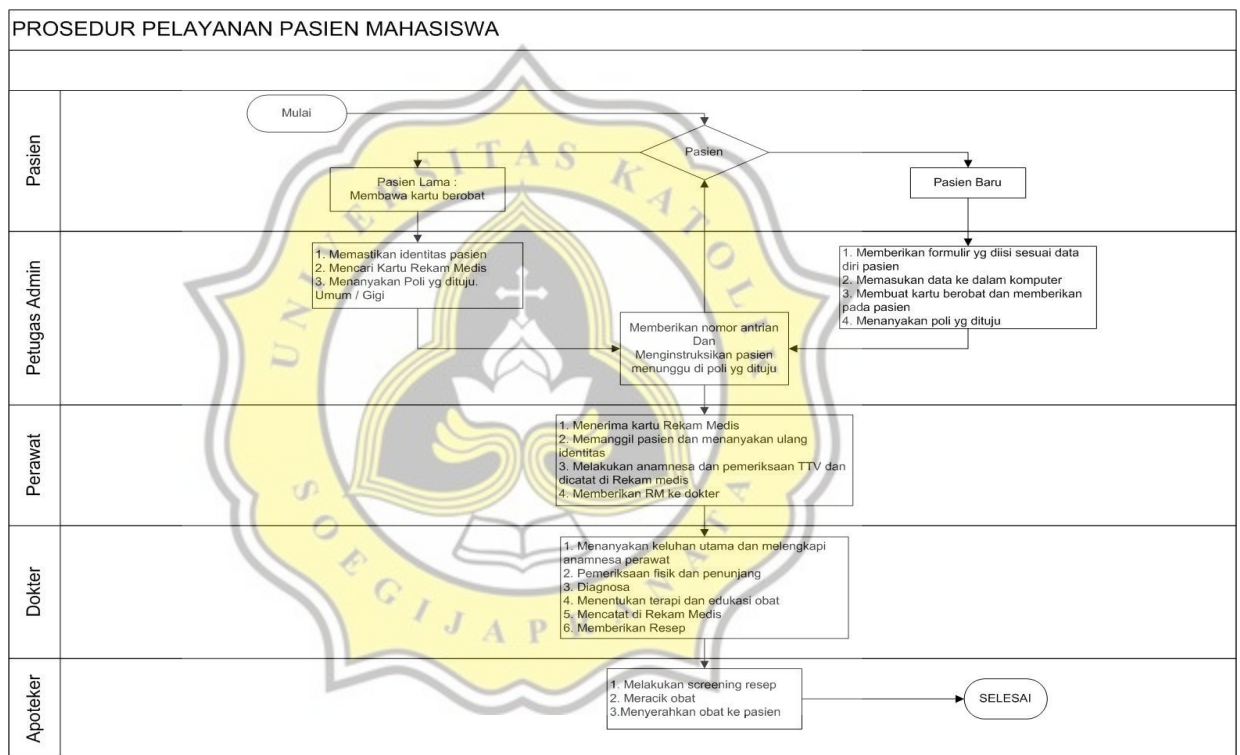 PROSEDUR PELAYANAN PASIEN MAHASISWA
Pasien
Mulai
Pasien
Pasien Lama :
Membawa kartu berobat
Pasien Baru
Petugas Admin
1. Memastikan identitas pasien
2. Mencari Kartu Rekam Medis
3. Menanyakan Poli yg dituju.
Umum / Gigi
1. Memberikan formulir yg diisi sesuai data
diri pasien
2. Memasukan data ke dalam komputer
3. Membuat kartu berobat dan memberikan
pada pasien
4. Menanyakan poli yg dituju
Memberikan nomor antrian
Dan
Menginstruksikan pasien
menunggu di poli yg dituju
Perawat
1. Menerima kartu Rekam Medis
2. Memanggil pasien dan menanyakan ulang
identitas
3. Melakukan anamnesa dan pemeriksaan TTV dan
dicatat di Rekam medis
4. Memberikan RM ke dokter
Dokter
1. Menanyakan keluhan utama dan melengkapi
anamnesa perawat
2. Pemeriksaan fisik dan penunjang
3. Diagnosa
4. Menentukan terapi dan edukasi obat
5. Mencatat di Rekam Medis
6. Memberikan Resep
Apoteker
1. Melakukan screening resep
2. Meracik obat
3.Menyerahkan obat ke pasien
SELESAI
UNIVERSITAS KATOLIK
SOEGIJAPRANATA